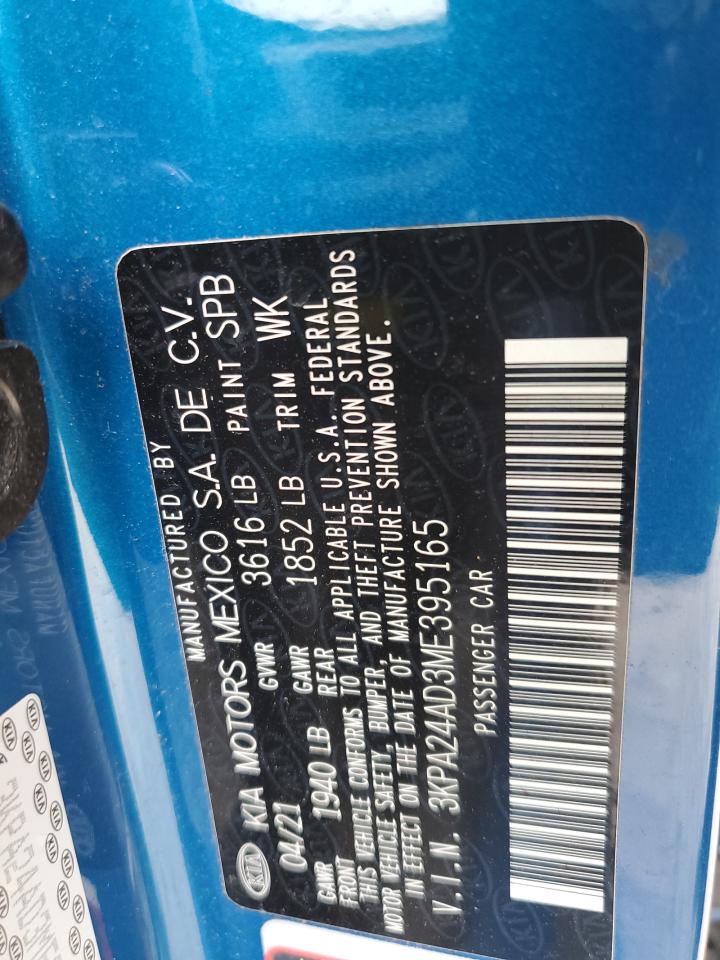 MANUFACTURED BY
KIA KIA MOTORS MEXICO S.A. DE C.V.
04/21 GVWR 3616 LB PAINT SPB
GAWR FRONT 1940 LB GAWR REAR 1852 LB TRIM WK
THIS VEHICLE CONFORMS TO ALL APPLICABLE U.S.A. FEDERAL
MOTOR VEHICLE SAFETY, BUMPER, AND THEFT PREVENTION STANDARDS
IN EFFECT ON THE DATE OF MANUFACTURE SHOWN ABOVE.
V.I.N. 3KPA24AD3ME395165
PASSENGER CAR